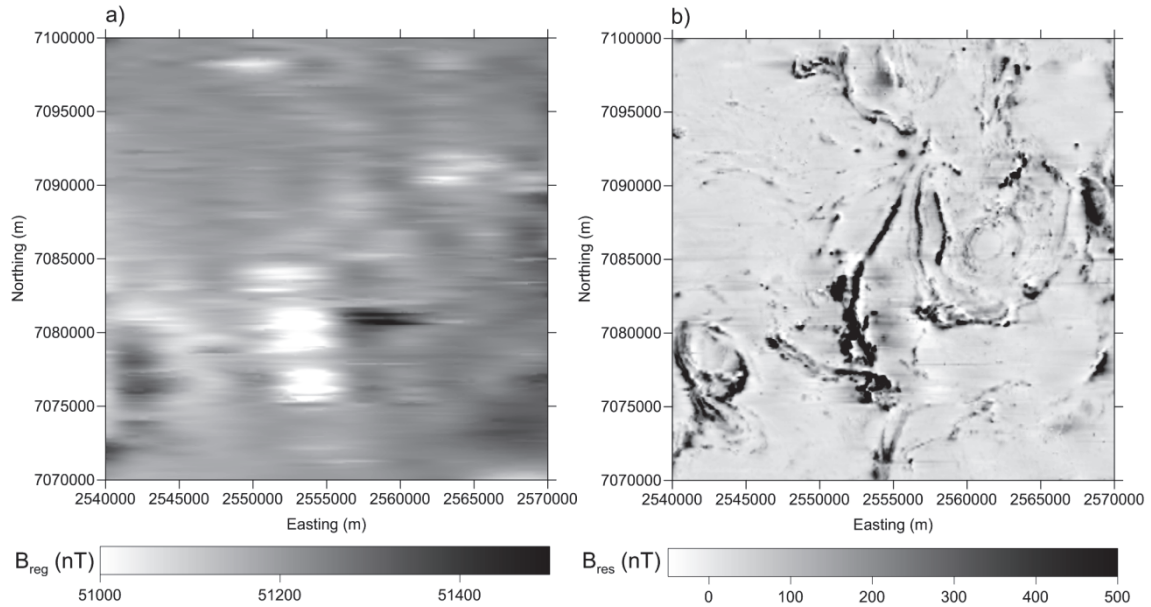 a)
7100000
7095000
7090000
7085000
7080000
7075000
7070000
Northing (m)
2540000 2545000 2550000 2555000 2560000 2565000 2570000
Easting (m)
B_reg (nT)
51000 51200 51400
b)
7100000
7095000
7090000
7085000
7080000
7075000
7070000
Northing (m)
2540000 2545000 2550000 2555000 2560000 2565000 2570000
Easting (m)
B_res (nT)
0 100 200 300 400 500